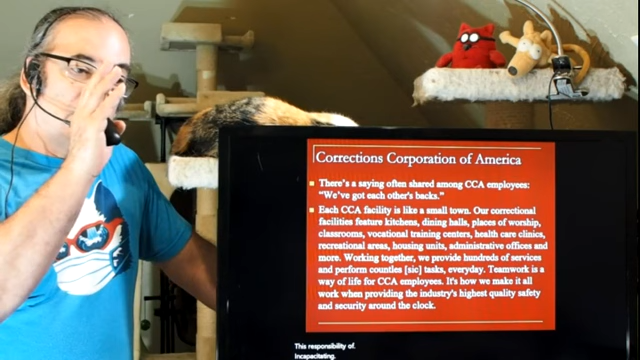 Corrections Corporation of America
There's a saying often shared among CCA employees:
"We've got each other's backs."
Each CCA facility is like a small town. Our correctional
facilities feature kitchens, dining halls, places of worship,
classrooms, vocational training centers, health care clinics,
recreational areas, housing units, administrative offices and
more. Working together, we provide hundreds of services
and perform countles [sic] tasks, everyday. Teamwork is a
way of life for CCA employees. It's how we make it all
work when providing the industry's highest quality safety
and security around the clock.
This responsibility of.
Incapacitating.